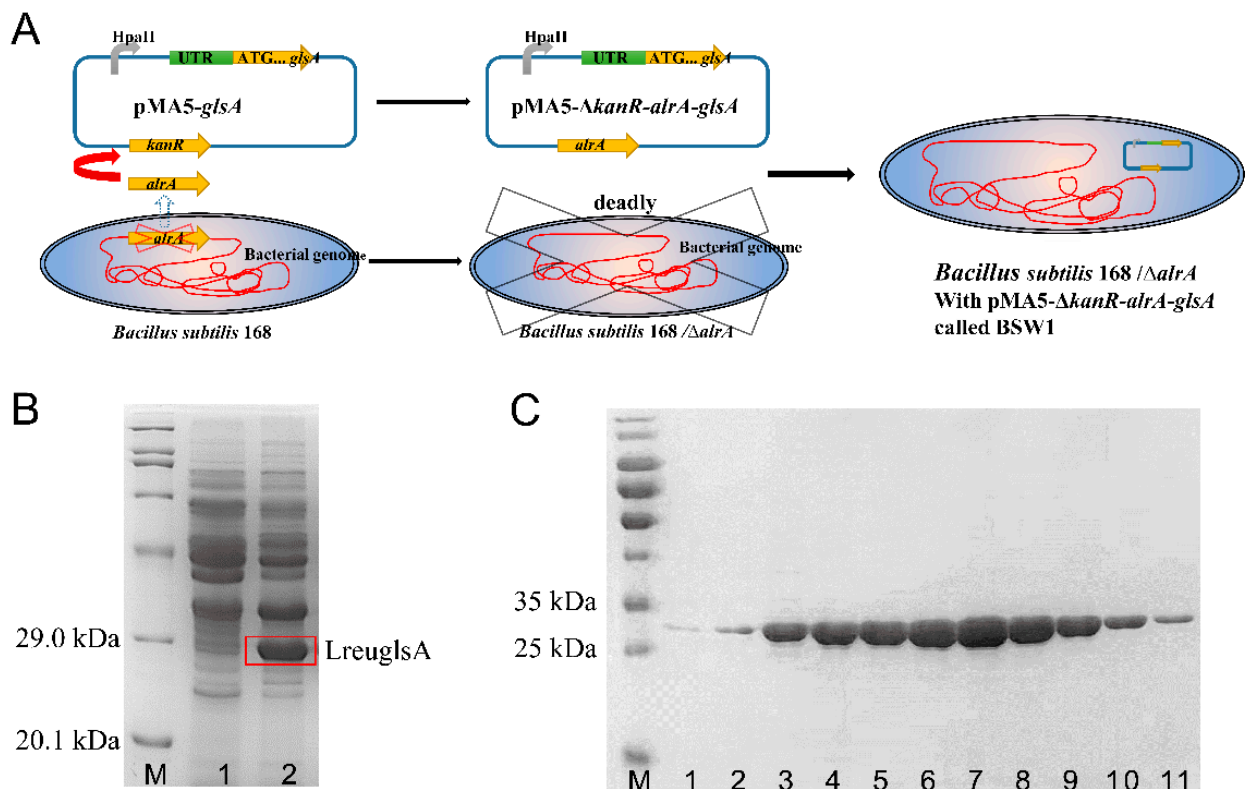 A
HpaII
UTR ATG... glsA
pMA5-glsA
kanR
alrA
alrA
Bacterial genome
Bacillus subtilis 168
HpaII
UTR ATG... glsA
pMA5-ΔkanR-alrA-glsA
alrA
deadly
Bacterial genome
Bacillus subtilis 168 /ΔalrA
Bacillus subtilis 168 /ΔalrA
With pMA5-ΔkanR-alrA-glsA
called BSW1
B
29.0 kDa
LreuglsA
20.1 kDa
M 1 2
C
35 kDa
25 kDa
M 1 2 3 4 5 6 7 8 9 10 11